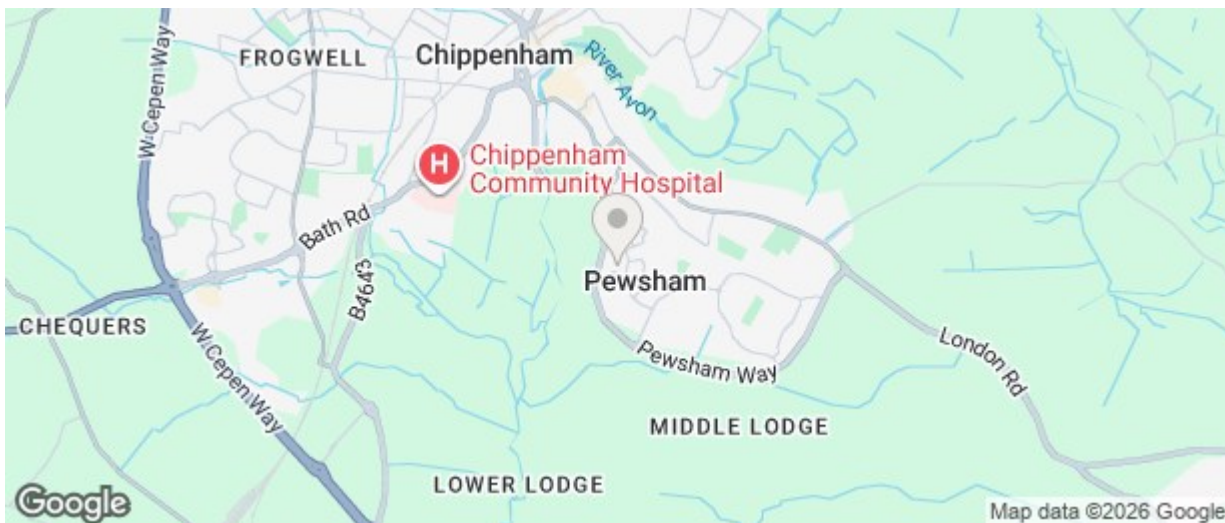 FROGWELL
Chippenham
River Avon
W Cepen Way
H
Chippenham
Community Hospital
Bath Rd
B4643
Pewsham
CHEQUERS
W Cepen Way
Pewsham Way
London Rd
MIDDLE LODGE
LOWER LODGE
Google
Map data ©2026 Google